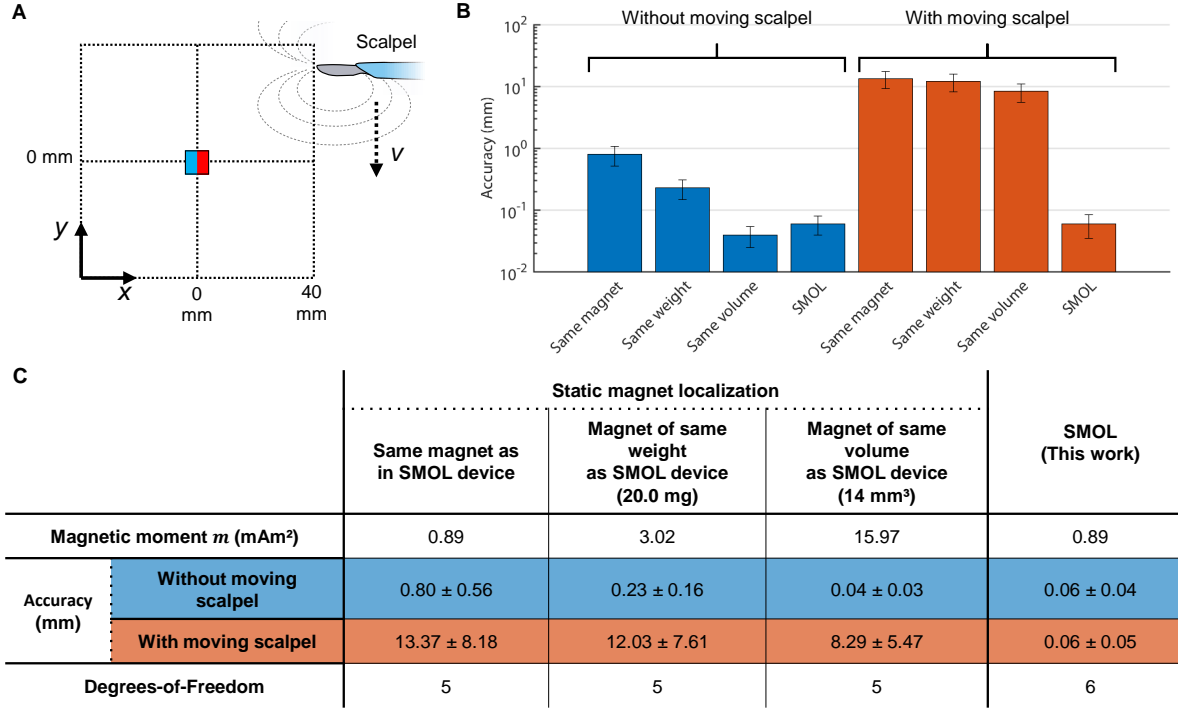 A
Scalpel
0 mm
v
y
x
0
mm
40
mm
B
Without moving scalpel
With moving scalpel
Accuracy (mm)
10²
10¹
10⁰
10⁻¹
10⁻²
Same magnet
Same weight
Same volume
SMOL
Same magnet
Same weight
Same volume
SMOL
C
Static magnet localization
Same magnet as
in SMOL device
Magnet of same
weight
as SMOL device
(20.0 mg)
Magnet of same
volume
as SMOL device
(14 mm³)
SMOL
(This work)
Magnetic moment m (mAm²)
0.89
3.02
15.97
0.89
Accuracy
(mm)
Without moving
scalpel
0.80 ± 0.56
0.23 ± 0.16
0.04 ± 0.03
0.06 ± 0.04
With moving scalpel
13.37 ± 8.18
12.03 ± 7.61
8.29 ± 5.47
0.06 ± 0.05
Degrees-of-Freedom
5
5
5
6